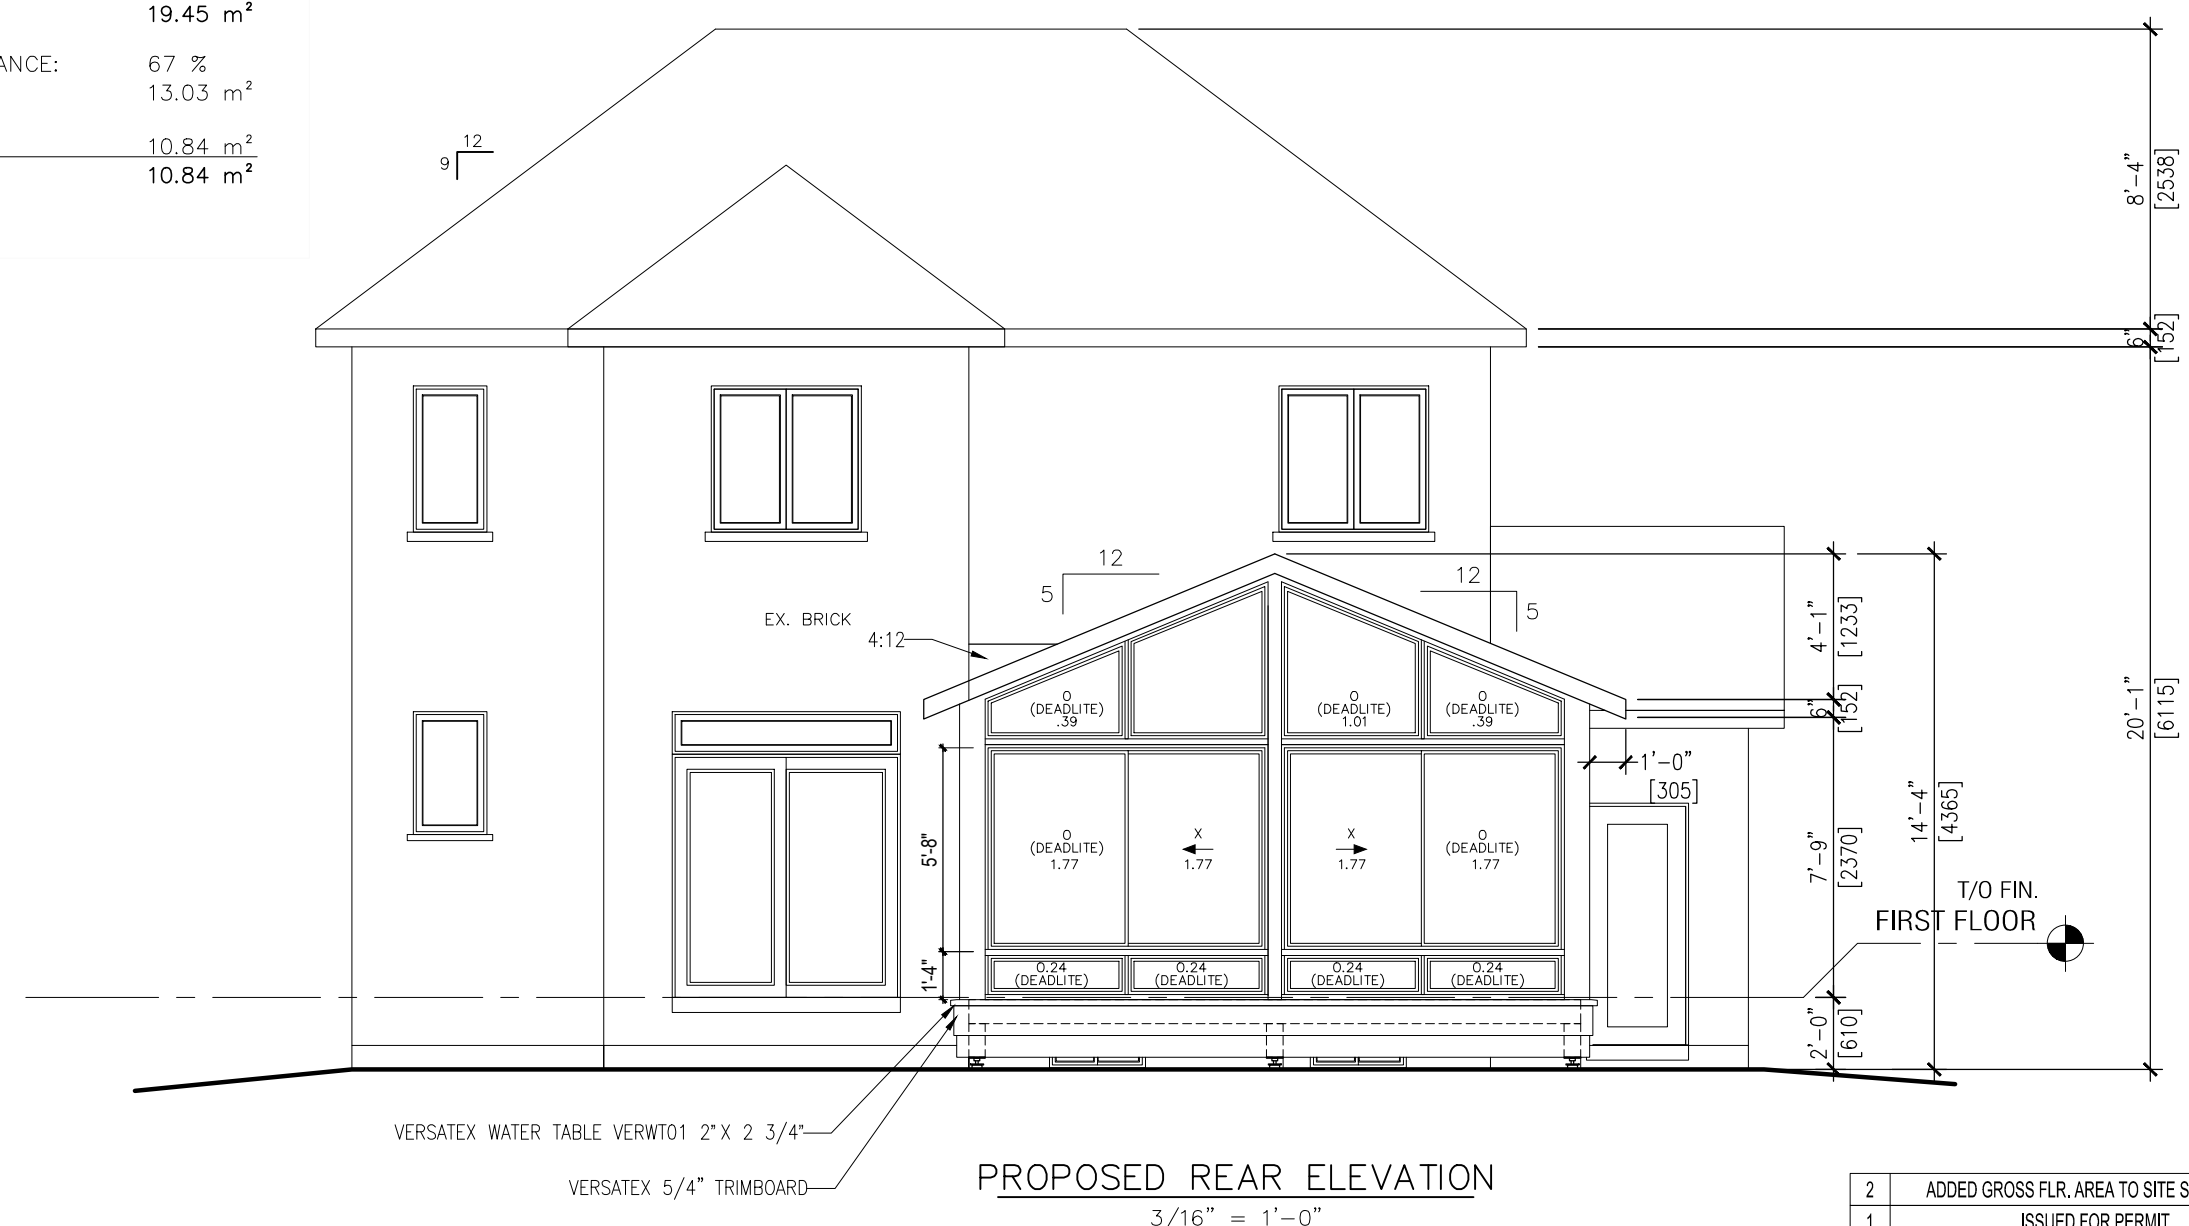 19.45 m²
ANCE: 67 %
13.03 m²
10.84 m²
10.84 m²
12
9
8'-4"
[2538]
6"
[152]
12
5
12
5
EX. BRICK
4:12
4'-1"
[1233]
6"
[152]
20'-1"
[6115]
O
(DEADLITE)
.39
O
(DEADLITE)
1.01
O
(DEADLITE)
.39
1'-0"
[305]
14'-4"
[4365]
5'-8"
O
(DEADLITE)
1.77
X
1.77
X
1.77
O
(DEADLITE)
1.77
7'-9"
[2370]
T/O FIN.
FIRST FLOOR
1'-4"
0.24
(DEADLITE)
0.24
(DEADLITE)
0.24
(DEADLITE)
0.24
(DEADLITE)
2'-0"
[610]
VERSATEX WATER TABLE VERWT01 2" X 2 3/4"
VERSATEX 5/4" TRIMBOARD
PROPOSED REAR ELEVATION
3/16" = 1'-0"
2 ADDED GROSS FLR. AREA TO SITE S
1 ISSUED FOR PERMIT